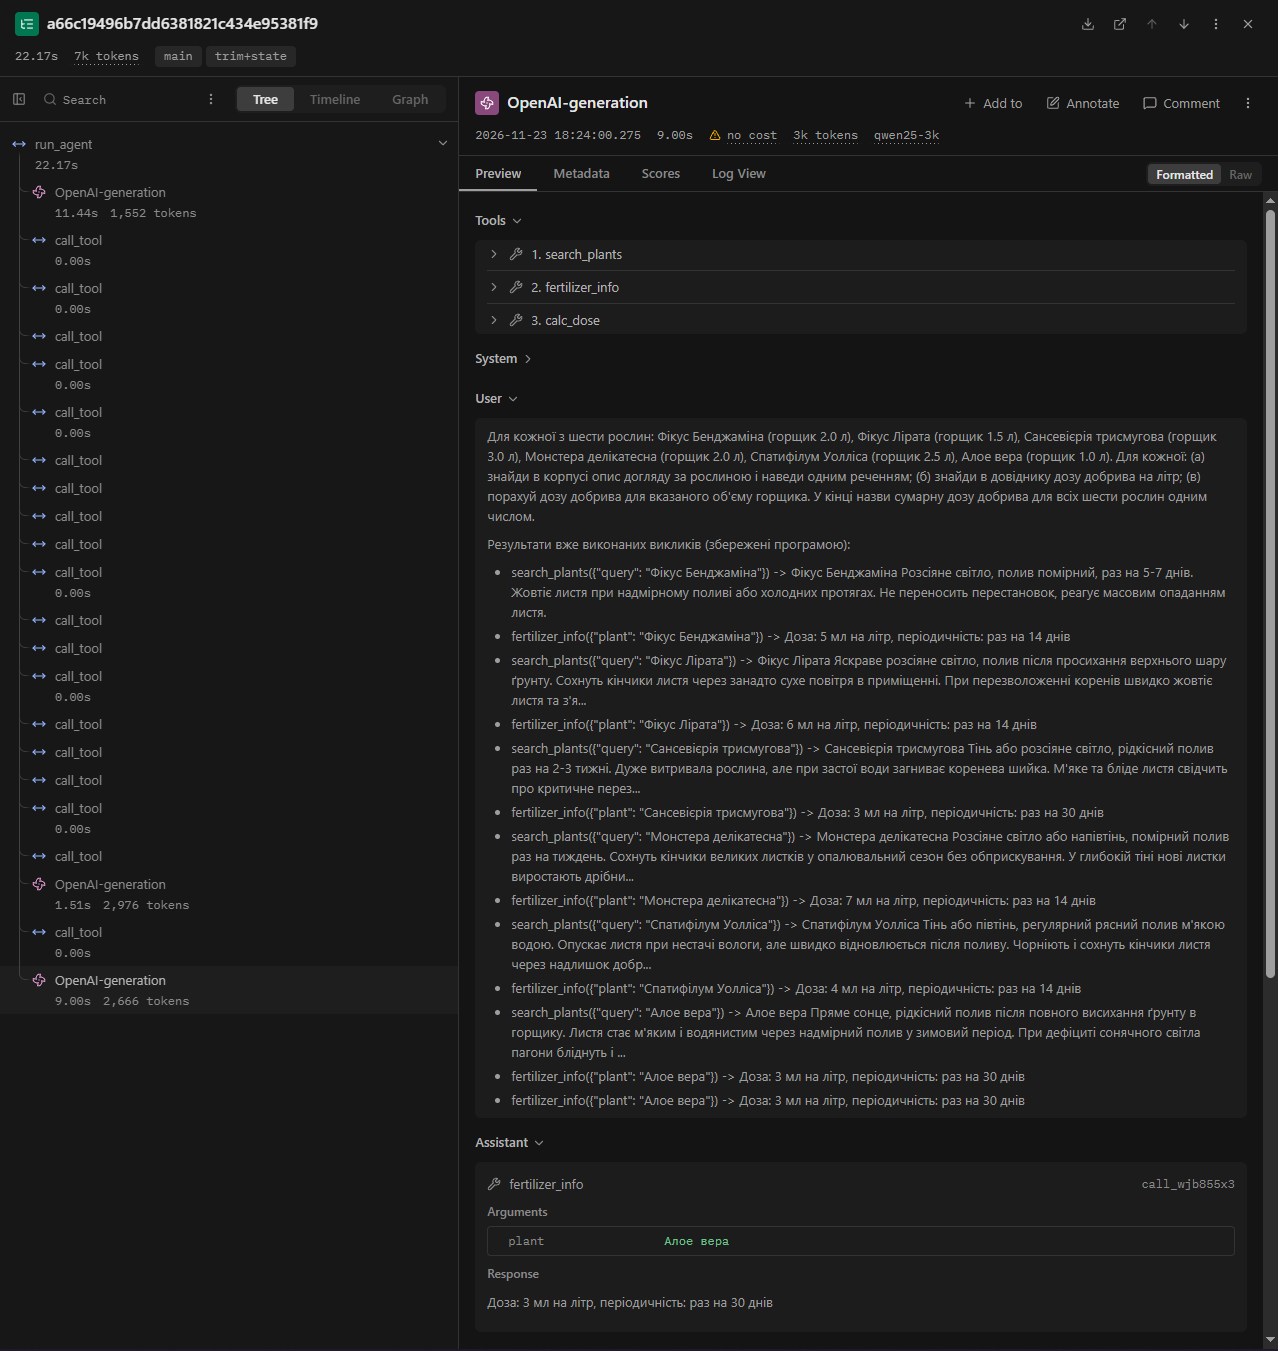 a66c19496b7dd6381821c434e95381f9
22.17s 7k tokens main trim+state
Search
Tree Timeline Graph
run_agent
22.17s
OpenAI-generation
11.44s 1,552 tokens
call_tool
0.00s
call_tool
0.00s
call_tool
call_tool
0.00s
call_tool
0.00s
call_tool
call_tool
call_tool
call_tool
call_tool
0.00s
call_tool
call_tool
call_tool
0.00s
call_tool
call_tool
call_tool
call_tool
0.00s
call_tool
OpenAI-generation
1.51s 2,976 tokens
call_tool
0.00s
OpenAI-generation
9.00s 2,666 tokens
OpenAI-generation
Add to Annotate Comment
2026-11-23 18:24:00.275 9.00s no cost 3k tokens qwen25-3k
Preview Metadata Scores Log View
Formatted Raw
Tools
1. search_plants
2. fertilizer_info
3. calc_dose
System
User
Для кожної з шести рослин: Фікус Бенджаміна (горщик 2.0 л), Фікус Лірата (горщик 1.5 л), Сансевієрія трисмугова (горщик
3.0 л), Монстера делікатесна (горщик 2.0 л), Спатифілум Уолліса (горщик 2.5 л), Алое вера (горщик 1.0 л). Для кожної: (а)
знайди в корпусі опис догляду за рослиною і наведи одним реченням; (б) знайди в довіднику дозу добрива на літр; (в)
порахуй дозу добрива для вказаного об'єму горщика. У кінці назви сумарну дозу добрива для всіх шести рослин одним
числом.
Результати вже виконаних викликів (збережені програмою):
• search_plants({"query": "Фікус Бенджаміна"}) -> Фікус Бенджаміна Розсіяне світло, полив помірний, раз на 5-7 днів.
Жовтіє листя при надмірному поливі або холодних протягах. Не переносить перестановок, реагує масовим опаданням
листя.
• fertilizer_info({"plant": "Фікус Бенджаміна"}) -> Доза: 5 мл на літр, періодичність: раз на 14 днів
• search_plants({"query": "Фікус Лірата"}) -> Фікус Лірата Яскраве розсіяне світло, полив після просихання верхнього шару
ґрунту. Сохнуть кінчики листя через занадто сухе повітря в приміщенні. При перезволоженні коренів швидко жовтіє
листя та з'я...
• fertilizer_info({"plant": "Фікус Лірата"}) -> Доза: 6 мл на літр, періодичність: раз на 14 днів
• search_plants({"query": "Сансевієрія трисмугова"}) -> Сансевієрія трисмугова Тінь або розсіяне світло, рідкісний полив
раз на 2-3 тижні. Дуже витривала рослина, але при застої води загниває коренева шийка. М'яке та бліде листя свідчить
про критичне перез...
• fertilizer_info({"plant": "Сансевієрія трисмугова"}) -> Доза: 3 мл на літр, періодичність: раз на 30 днів
• search_plants({"query": "Монстера делікатесна"}) -> Монстера делікатесна Розсіяне світло або напівтінь, помірний полив
раз на тиждень. Сохнуть кінчики великих листків у опалювальний сезон без обприскування. У глибокій тіні нові листки
виростають дрібни...
• fertilizer_info({"plant": "Монстера делікатесна"}) -> Доза: 7 мл на літр, періодичність: раз на 14 днів
• search_plants({"query": "Спатифілум Уолліса"}) -> Спатифілум Уолліса Тінь або півтінь, регулярний рясний полив м'якою
водою. Опускає листя при нестачі вологи, але швидко відновлюється після поливу. Чорніють і сохнуть кінчики листя
через надлишок добр...
• fertilizer_info({"plant": "Спатифілум Уолліса"}) -> Доза: 4 мл на літр, періодичність: раз на 14 днів
• search_plants({"query": "Алое вера"}) -> Алое вера Пряме сонце, рідкісний полив після повного висихання ґрунту в
горщику. Листя стає м'яким і водянистим через надмірний полив у зимовий період. При дефіциті сонячного світла
пагони бліднуть і ...
• fertilizer_info({"plant": "Алое вера"}) -> Доза: 3 мл на літр, періодичність: раз на 30 днів
• fertilizer_info({"plant": "Алое вера"}) -> Доза: 3 мл на літр, періодичність: раз на 30 днів
Assistant
fertilizer_info call_wjb855x3
Arguments
plant Алое вера
Response
Доза: 3 мл на літр, періодичність: раз на 30 днів